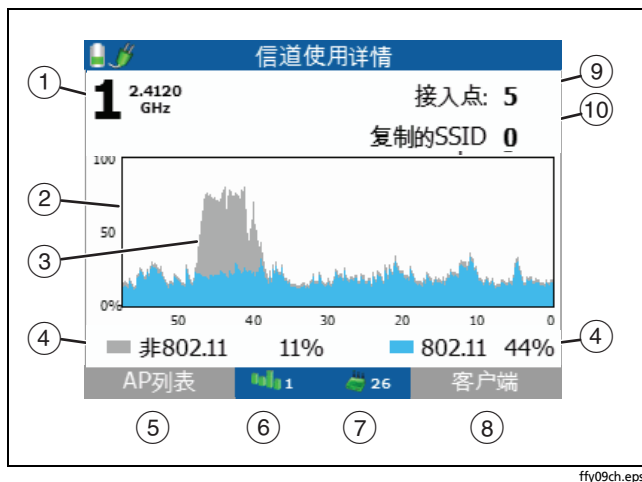 信道使用详情
① 1 2.4120 GHz 接入点: 5 ⑨
复制的SSID 0 ⑩
100
②
50
③
0%
50 40 30 20 10 0
④ 非802.11 11% 802.11 44% ④
AP列表 1 26 客户端
⑤ ⑥ ⑦ ⑧
ffy09ch.eps